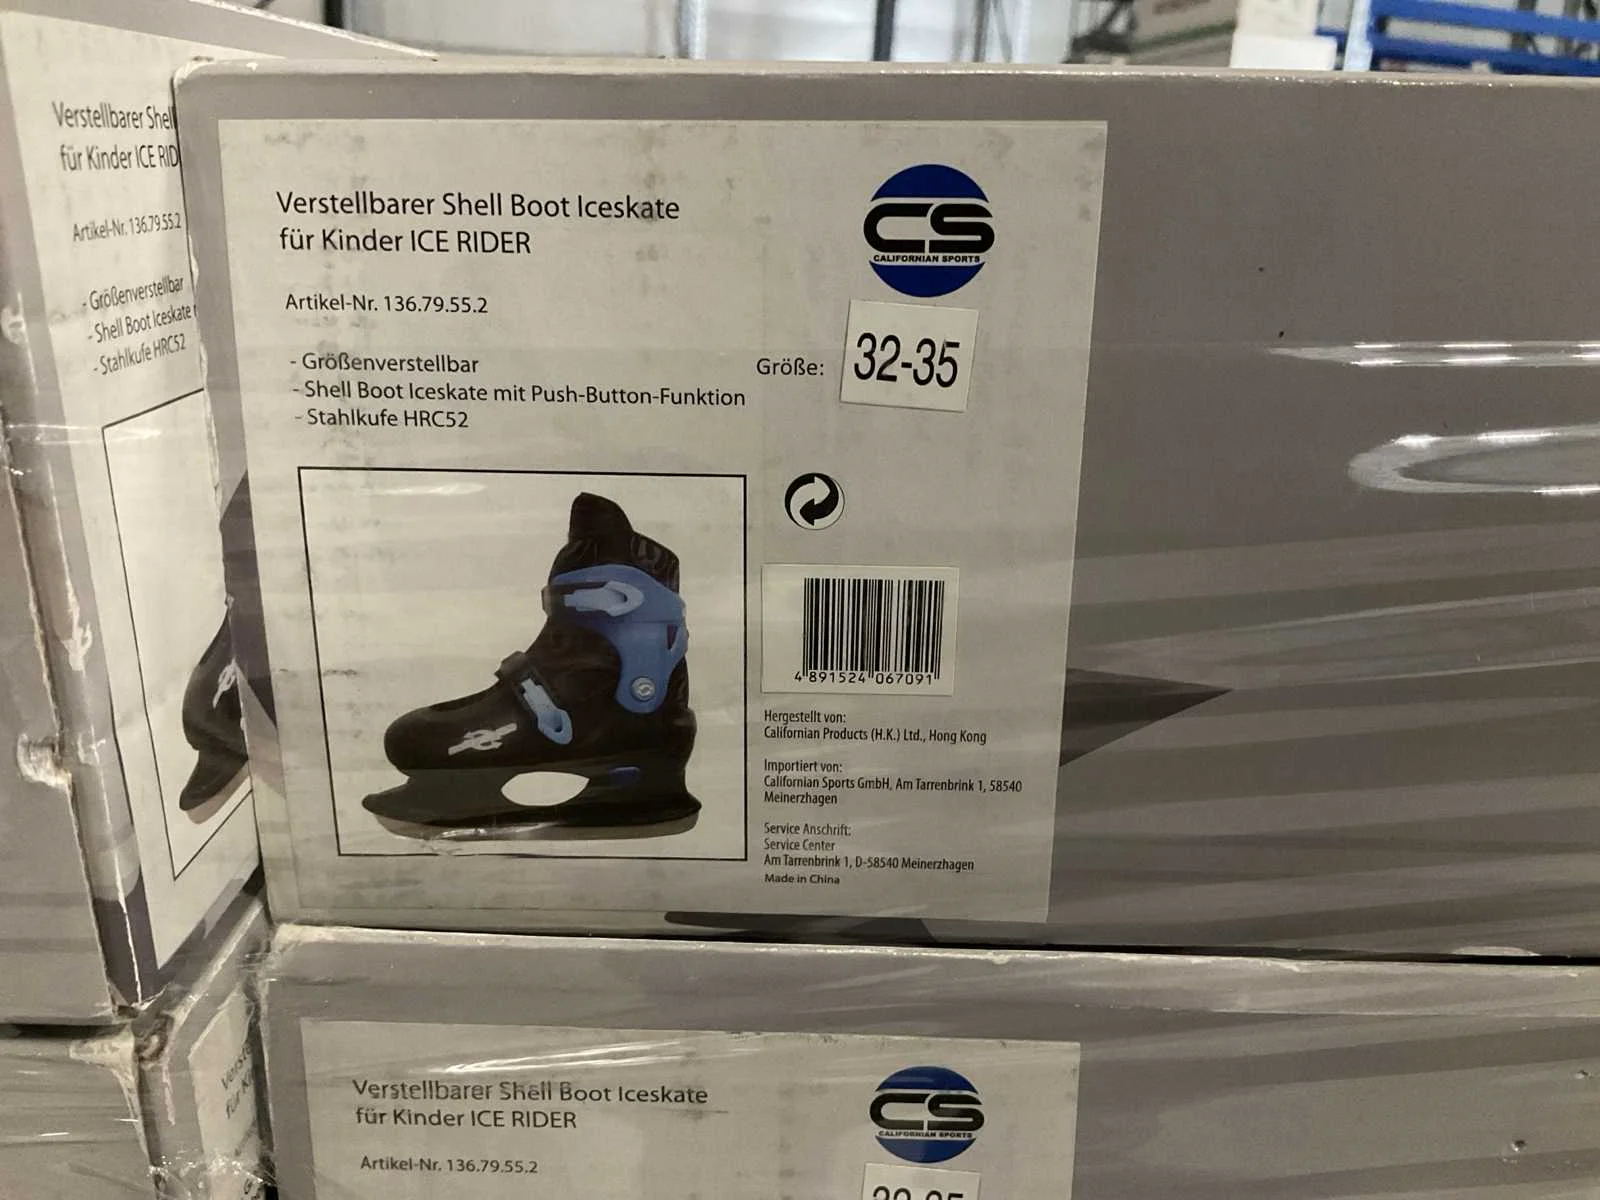 Verstellbarer Shell
für Kinder ICE RID
Artikel-Nr. 136.79.55.2
- Größenverstellbar
- Shell Boot Iceskate
- Stahlkufe HRC52
Verstellbarer Shell Boot Iceskate
für Kinder ICE RIDER
Artikel-Nr. 136.79.55.2
- Größenverstellbar
- Shell Boot Iceskate mit Push-Button-Funktion
- Stahlkufe HRC52
CS
CALIFORNIAN SPORTS
Größe: 32-35
4 891524 067091
Hergestellt von:
Californian Products (H.K.) Ltd., Hong Kong
Importiert von:
Californian Sports GmbH, Am Tarrenbrink 1, 58540
Meinerzhagen
Service Anschrift:
Service Center
Am Tarrenbrink 1, D-58540 Meinerzhagen
Made in China
Verstellbarer Shell Boot Iceskate
für Kinder ICE RIDER
Artikel-Nr. 136.79.55.2
CS
CALIFORNIAN SPORTS